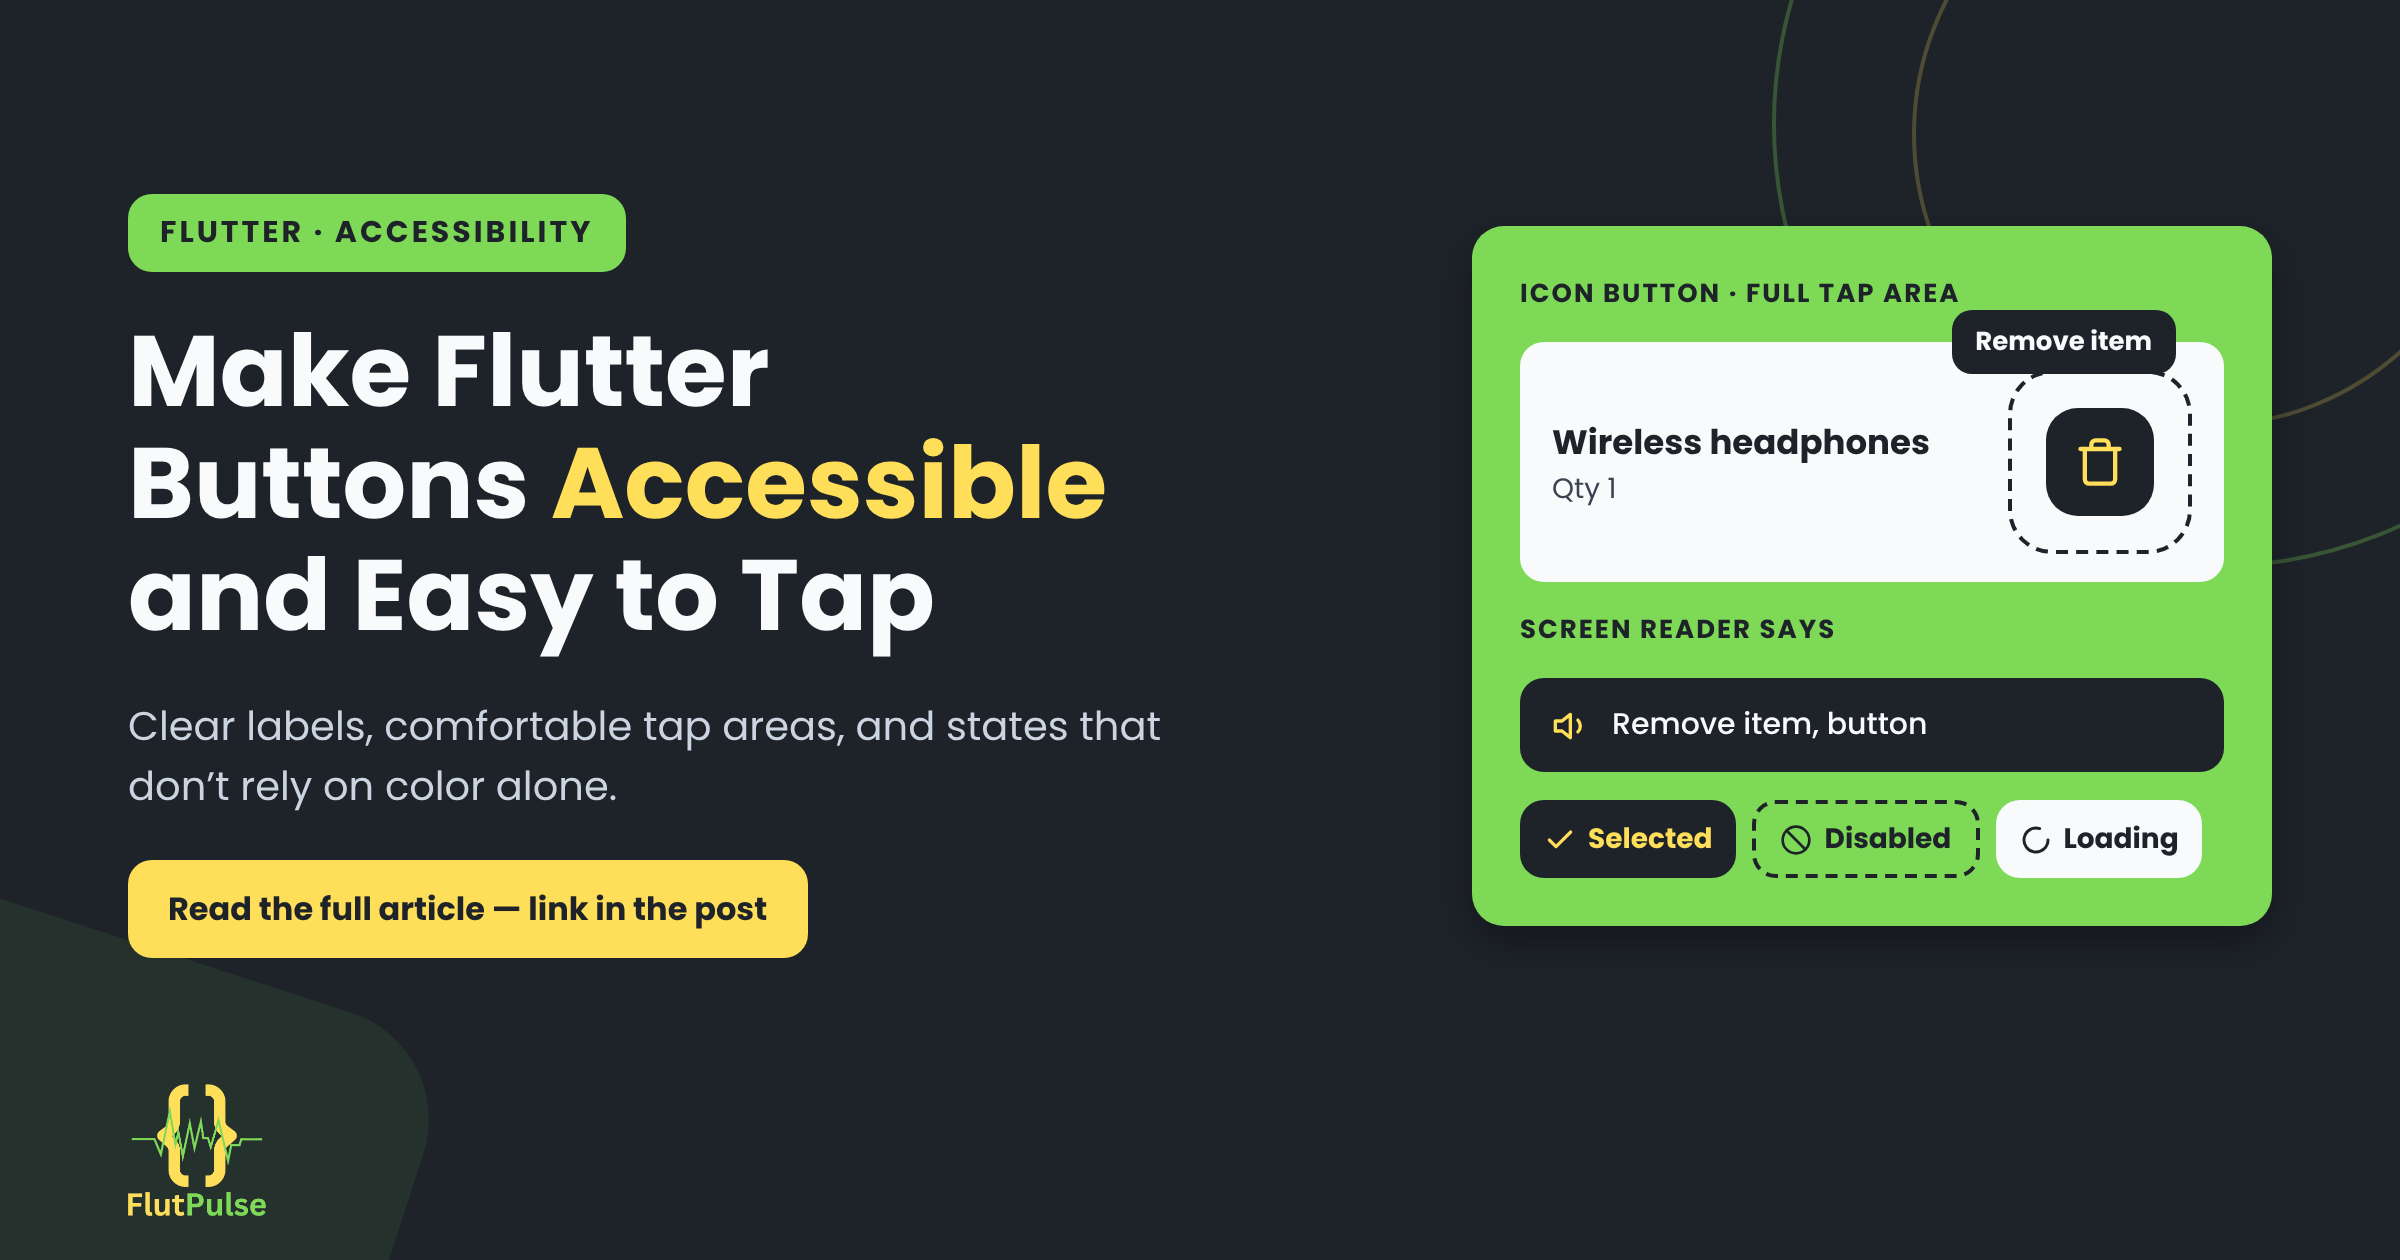 FLUTTER · ACCESSIBILITY
Make Flutter
Buttons Accessible
and Easy to Tap
Clear labels, comfortable tap areas, and states that
don’t rely on color alone.
Read the full article — link in the post
FlutPulse
ICON BUTTON · FULL TAP AREA
Remove item
Wireless headphones
Qty 1
SCREEN READER SAYS
Remove item, button
Selected
Disabled
Loading